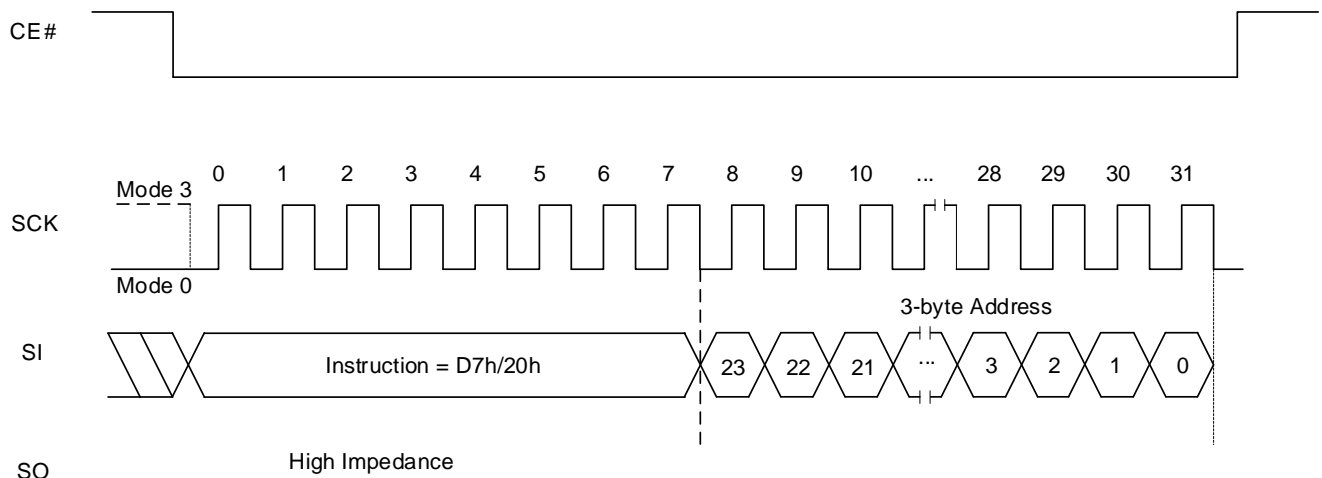 CE#
0 1 2 3 4 5 6 7 8 9 10 ... 28 29 30 31
Mode 3
SCK
Mode 0
3-byte Address
SI
Instruction = D7h/20h
23 22 21 ... 3 2 1 0
High Impedance
SO